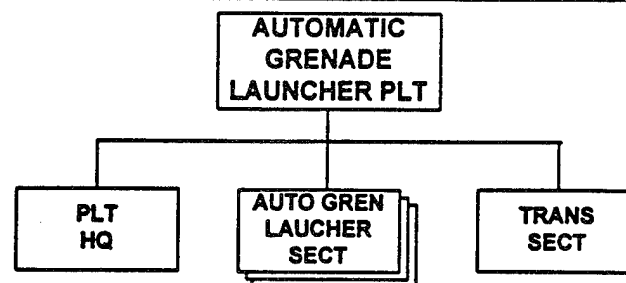 AUTOMATIC
GRENADE
LAUNCHER PLT
PLT
HQ
AUTO GREN
LAUCHER
SECT
TRANS
SECT